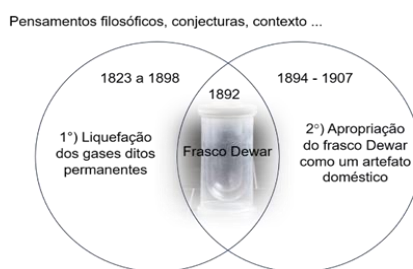 Pensamentos filosóficos, conjecturas, contexto ...
1823 a 1898
1894 - 1907
1892
1°) Liquefação
dos gases ditos
permanentes
Frasco Dewar
2°) Apropriação
do frasco Dewar
como um artefato
doméstico